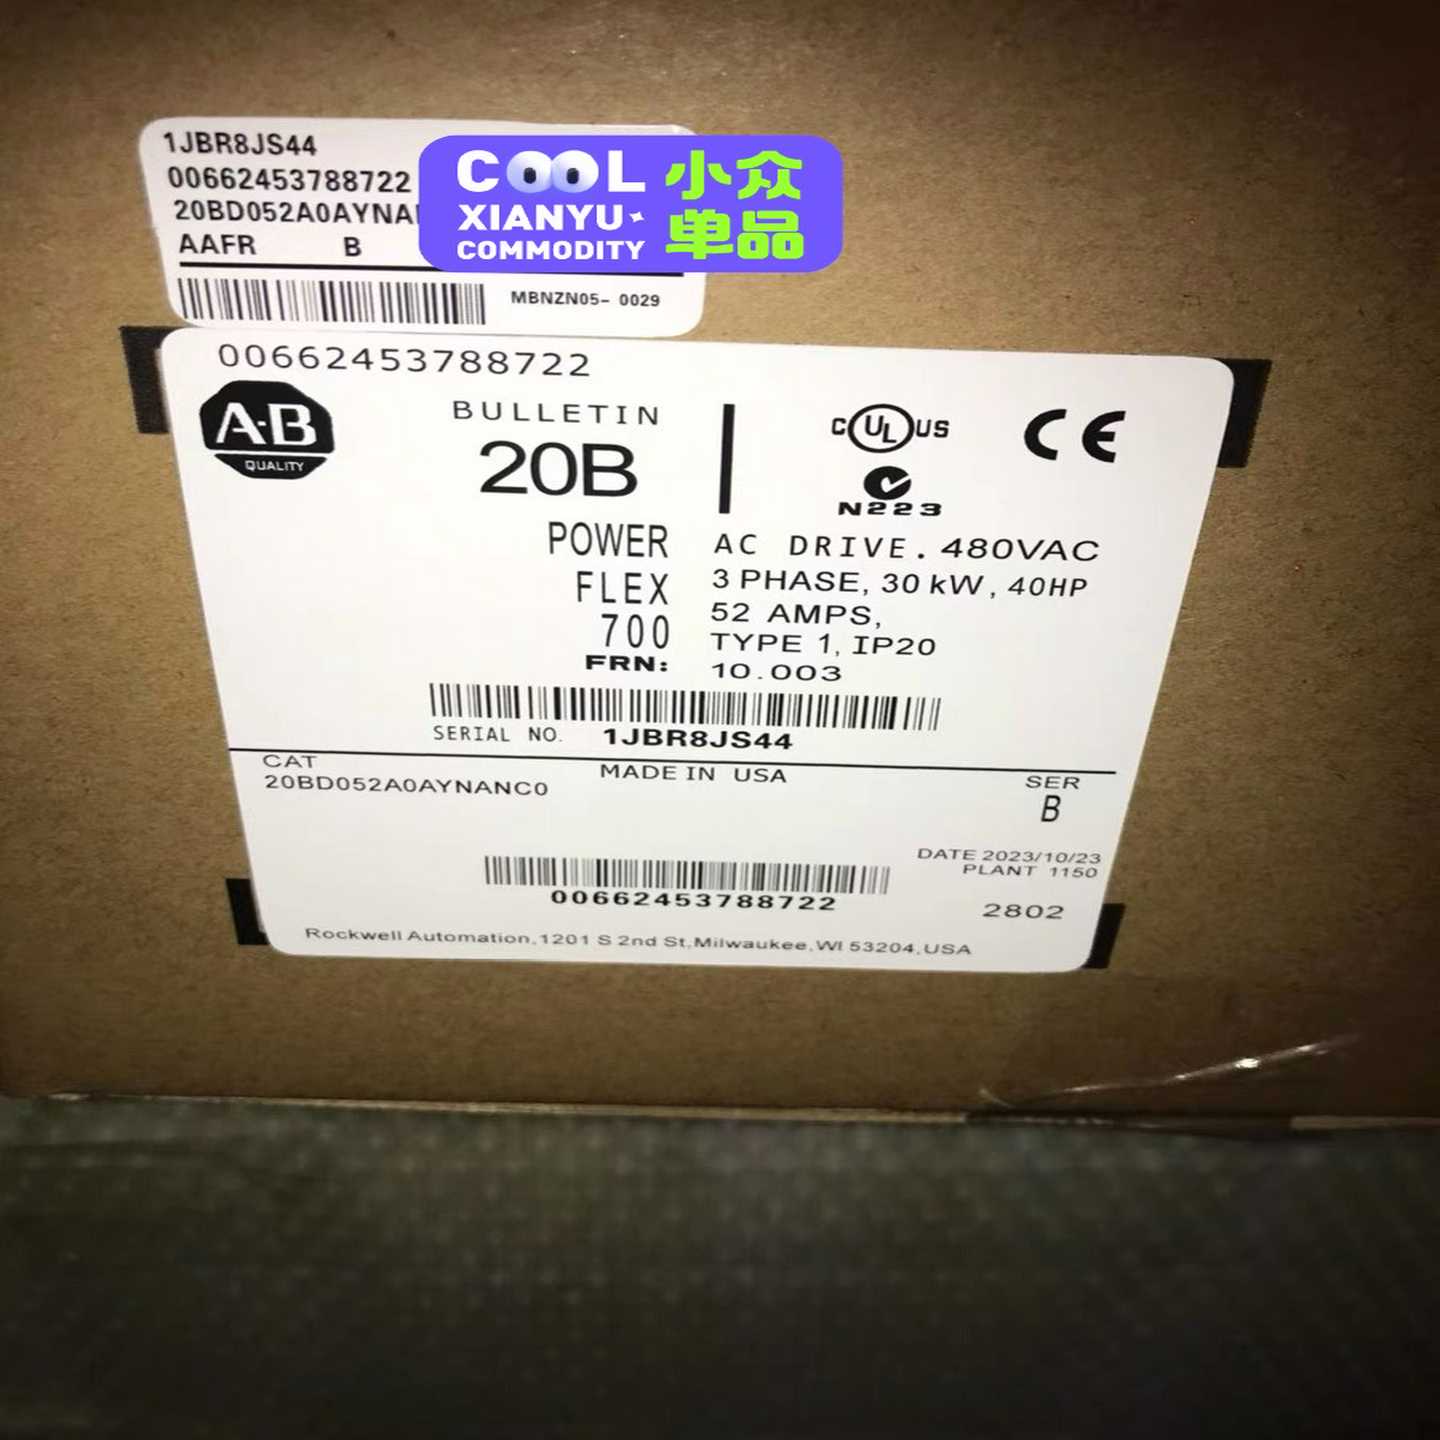 1JBR8JS44
00662453788722
20BD052A0AYNA
AAFR B
MBNZN05- 0029
COOL
XIANYU
COMMODITY
小众
单品
00662453788722
A-B
QUALITY
BULLETIN
20B
C UL US
CE
N223
POWER
FLEX
700
FRN:
AC DRIVE. 480VAC
3 PHASE, 30 kW, 40HP
52 AMPS,
TYPE 1, IP20
10.003
SERIAL NO. 1JBR8JS44
CAT
20BD052A0AYNANC0
MADE IN USA
SER
B
DATE 2023/10/23
PLANT 1150
00662453788722
2802
Rockwell Automation, 1201 S 2nd St, Milwaukee, WI 53204, USA